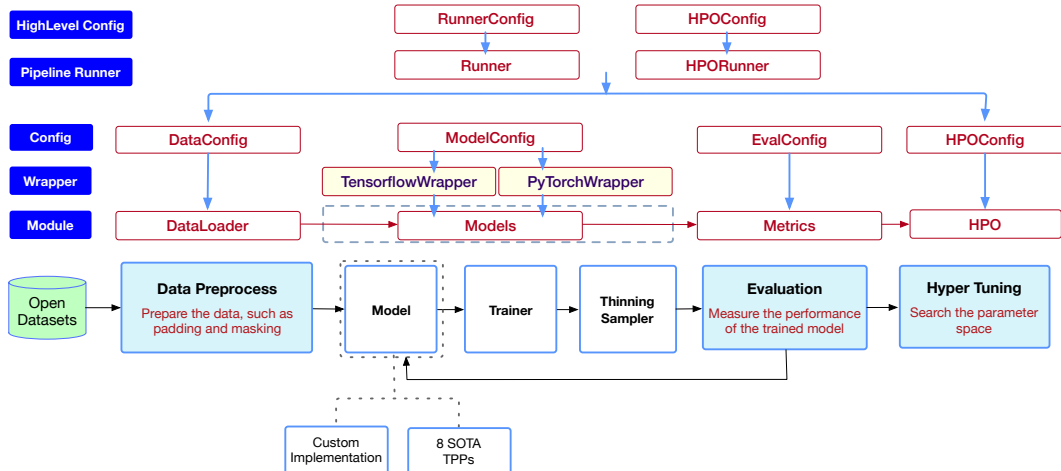 HighLevel Config
RunnerConfig
HPOConfig
Pipeline Runner
Runner
HPORunner
Config
DataConfig
ModelConfig
EvalConfig
HPOConfig
Wrapper
TensorflowWrapper
PyTorchWrapper
Module
DataLoader
Models
Metrics
HPO
Open
Datasets
Data Preprocess
Prepare the data, such as
padding and masking
Model
Trainer
Thinning
Sampler
Evaluation
Measure the performance
of the trained model
Hyper Tuning
Search the parameter
space
Custom
Implementation
8 SOTA
TPPs